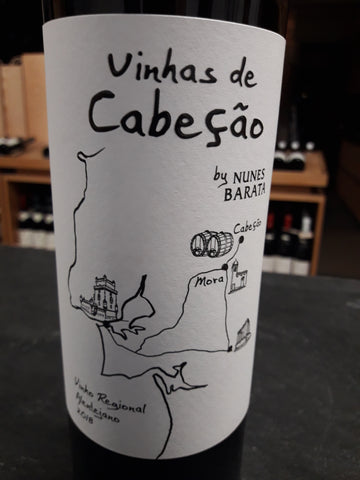 Vinhas de
Cabeção
by NUNES
BARATA
Cabeção
Mora
Vinho Regional
Alentejano
2018